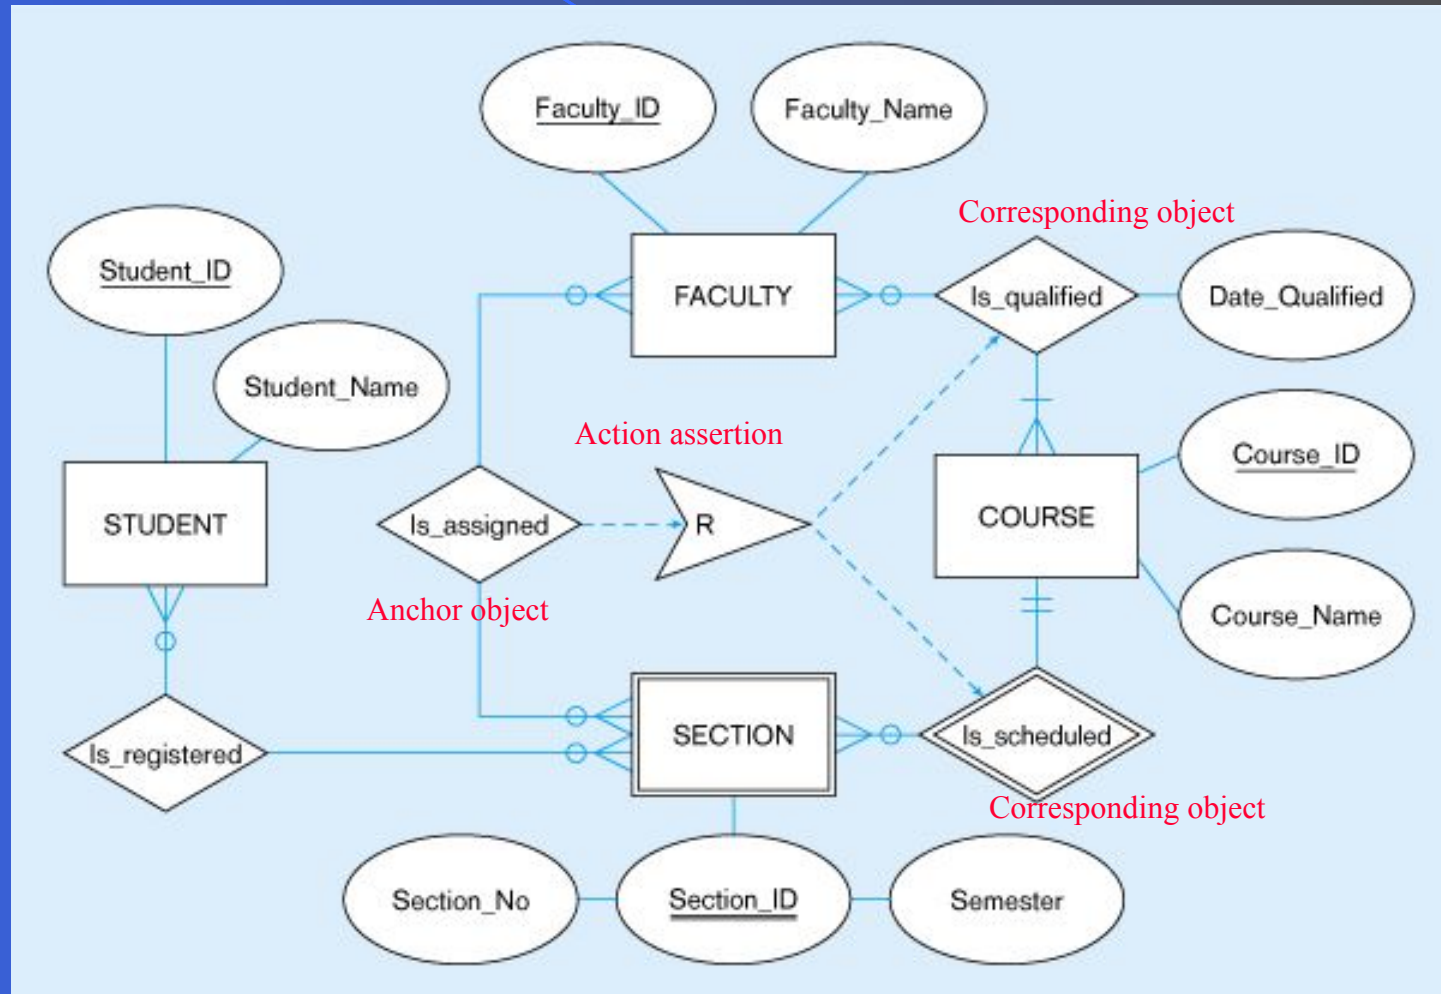 Faculty_ID
Faculty_Name
Corresponding object
Student_ID
FACULTY
Is_qualified
Date_Qualified
Student_Name
Action assertion
Course_ID
STUDENT
Is_assigned
R
COURSE
Anchor object
Course_Name
Is_registered
SECTION
Is_scheduled
Corresponding object
Section_No
Section_ID
Semester